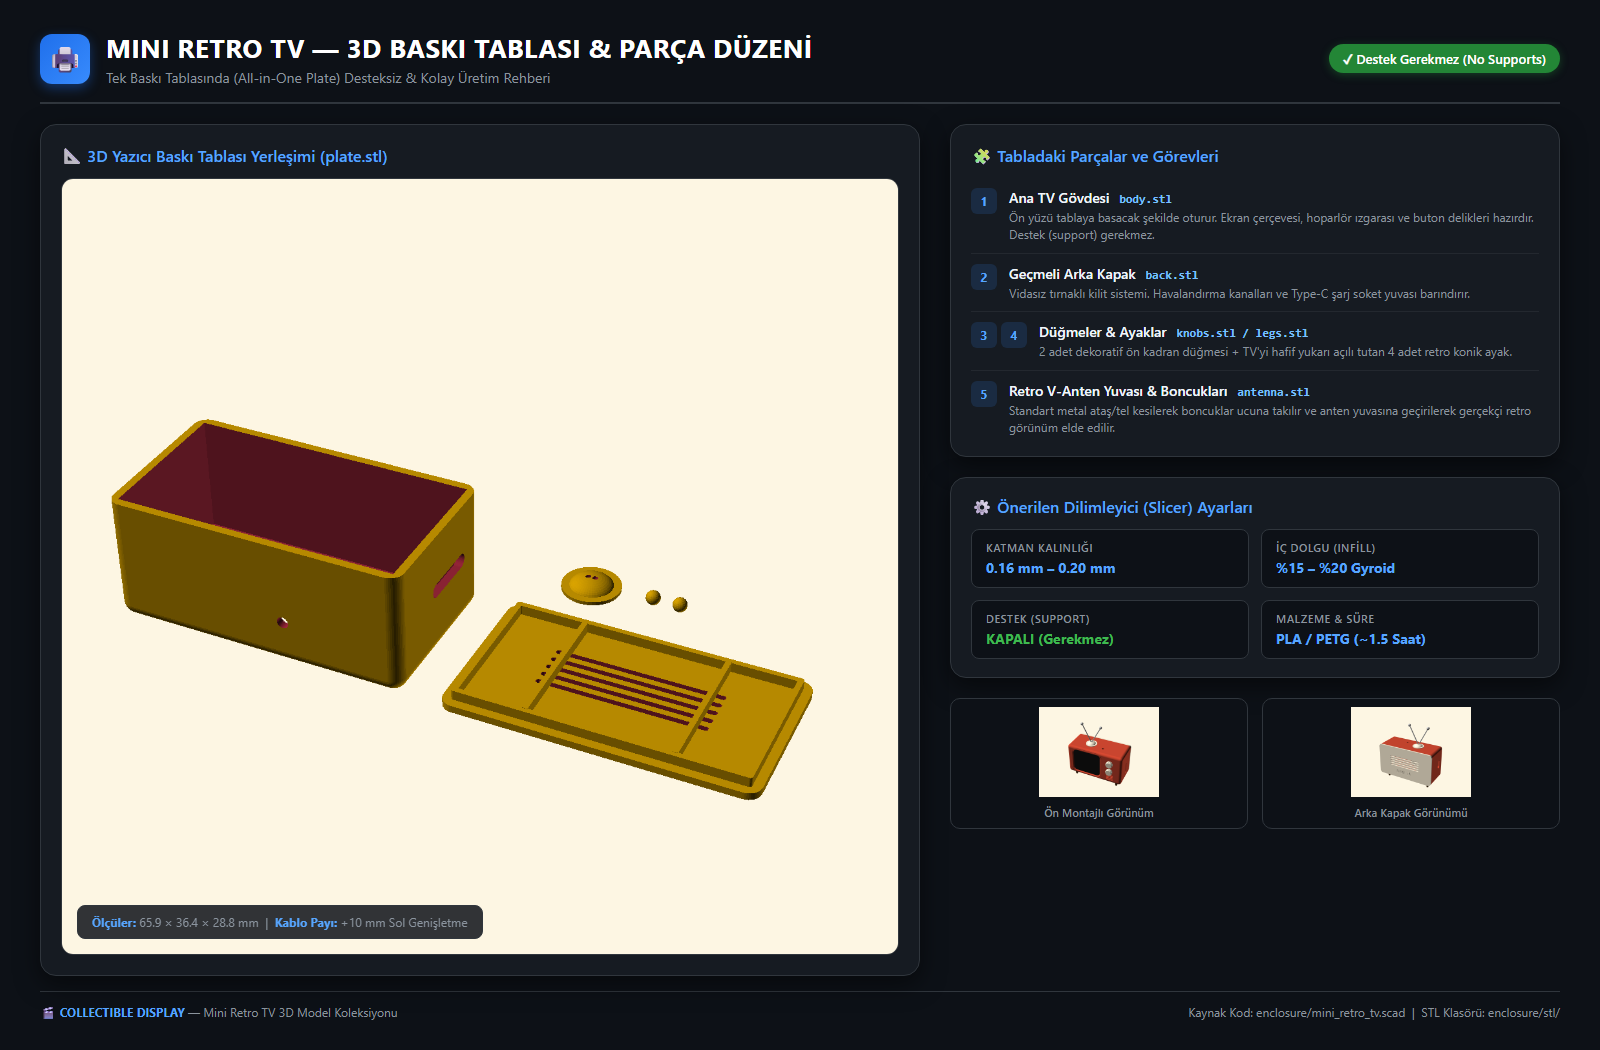 MINI RETRO TV — 3D BASKI TABLASI & PARÇA DÜZENİ
Tek Baskı Tablasında (All-in-One Plate) Desteksiz & Kolay Üretim Rehberi
✓ Destek Gerekmez (No Supports)
3D Yazıcı Baskı Tablası Yerleşimi (plate.stl)
Ölçüler: 65.9 × 36.4 × 28.8 mm | Kablo Payı: +10 mm Sol Genişletme
Tabladaki Parçalar ve Görevleri
1
Ana TV Gövdesi body.stl
Ön yüzü tablaya basacak şekilde oturur. Ekran çerçevesi, hoparlör ızgarası ve buton delikleri hazırdır.
Destek (support) gerekmez.
2
Geçmeli Arka Kapak back.stl
Vidasız tırnaklı kilit sistemi. Havalandırma kanalları ve Type-C şarj soket yuvası barındırır.
3 4
Düğmeler & Ayaklar knobs.stl / legs.stl
2 adet dekoratif ön kadran düğmesi + TV'yi hafif yukarı açılı tutan 4 adet retro konik ayak.
5
Retro V-Anten Yuvası & Boncukları antenna.stl
Standart metal ataş/tel kesilerek boncuklar ucuna takılır ve anten yuvasına geçirilerek gerçekçi retro
görünüm elde edilir.
Önerilen Dilimleyici (Slicer) Ayarları
KATMAN KALINLIĞI
0.16 mm – 0.20 mm
İÇ DOLGU (INFİLL)
%15 – %20 Gyroid
DESTEK (SUPPORT)
KAPALI (Gerekmez)
MALZEME & SÜRE
PLA / PETG (~1.5 Saat)
Ön Montajlı Görünüm
Arka Kapak Görünümü
COLLECTIBLE DISPLAY — Mini Retro TV 3D Model Koleksiyonu
Kaynak Kod: enclosure/mini_retro_tv.scad | STL Klasörü: enclosure/stl/